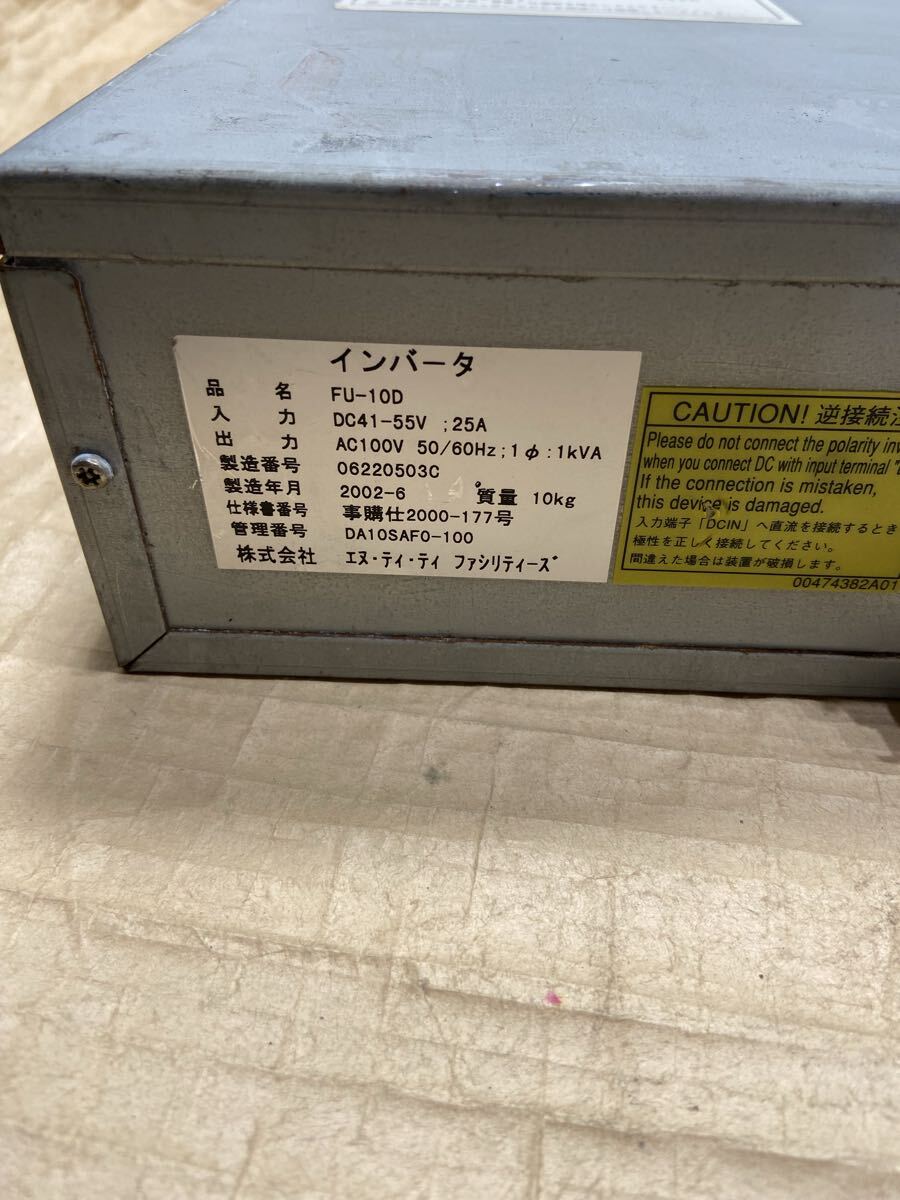 インバータ
品 名 FU-10D
入 力 DC41-55V ;25A
出 力 AC100V 50/60Hz;1φ:1kVA
製造番号 06220503C
製造年月 2002-6 質量 10kg
仕様書番号 事購仕2000-177号
管理番号 DA10SAF0-100
株式会社 エヌ・ティ・ティ ファシリティーズ
CAUTION! 逆接続注
Please do not connect the polarity inv
when you connect DC with input terminal "
If the connection is mistaken,
this device is damaged.
入力端子「DCIN」へ直流を接続するとき
極性を正しく接続してください。
間違えた場合は装置が破損します。
00474382A01